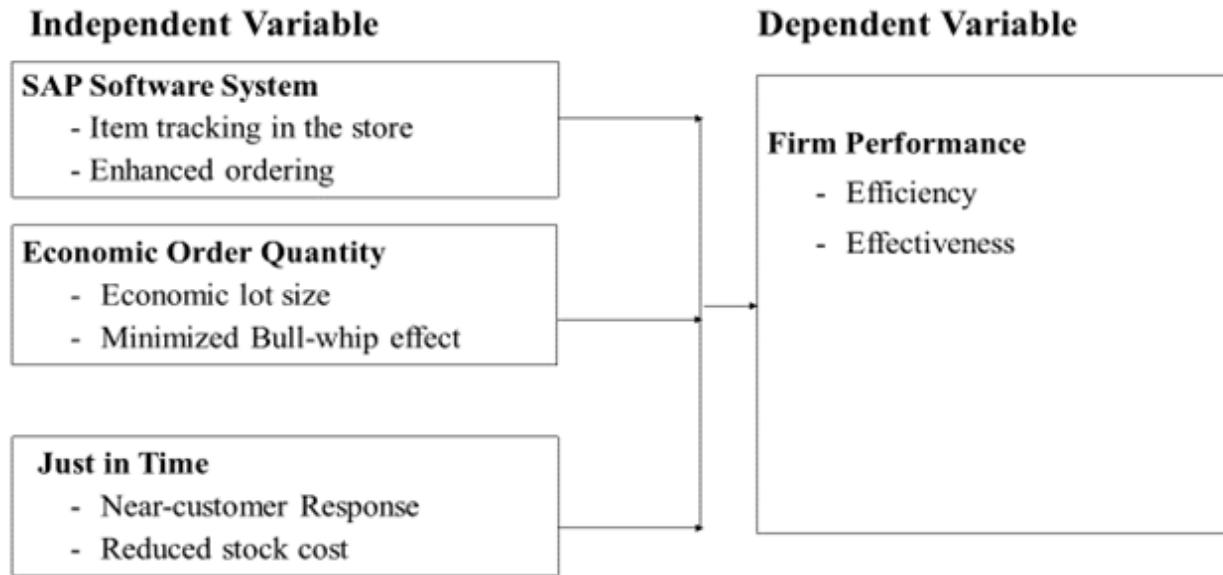 Independent Variable
SAP Software System
- Item tracking in the store
- Enhanced ordering
Economic Order Quantity
- Economic lot size
- Minimized Bull-whip effect
Just in Time
- Near-customer Response
- Reduced stock cost
Dependent Variable
Firm Performance
- Efficiency
- Effectiveness